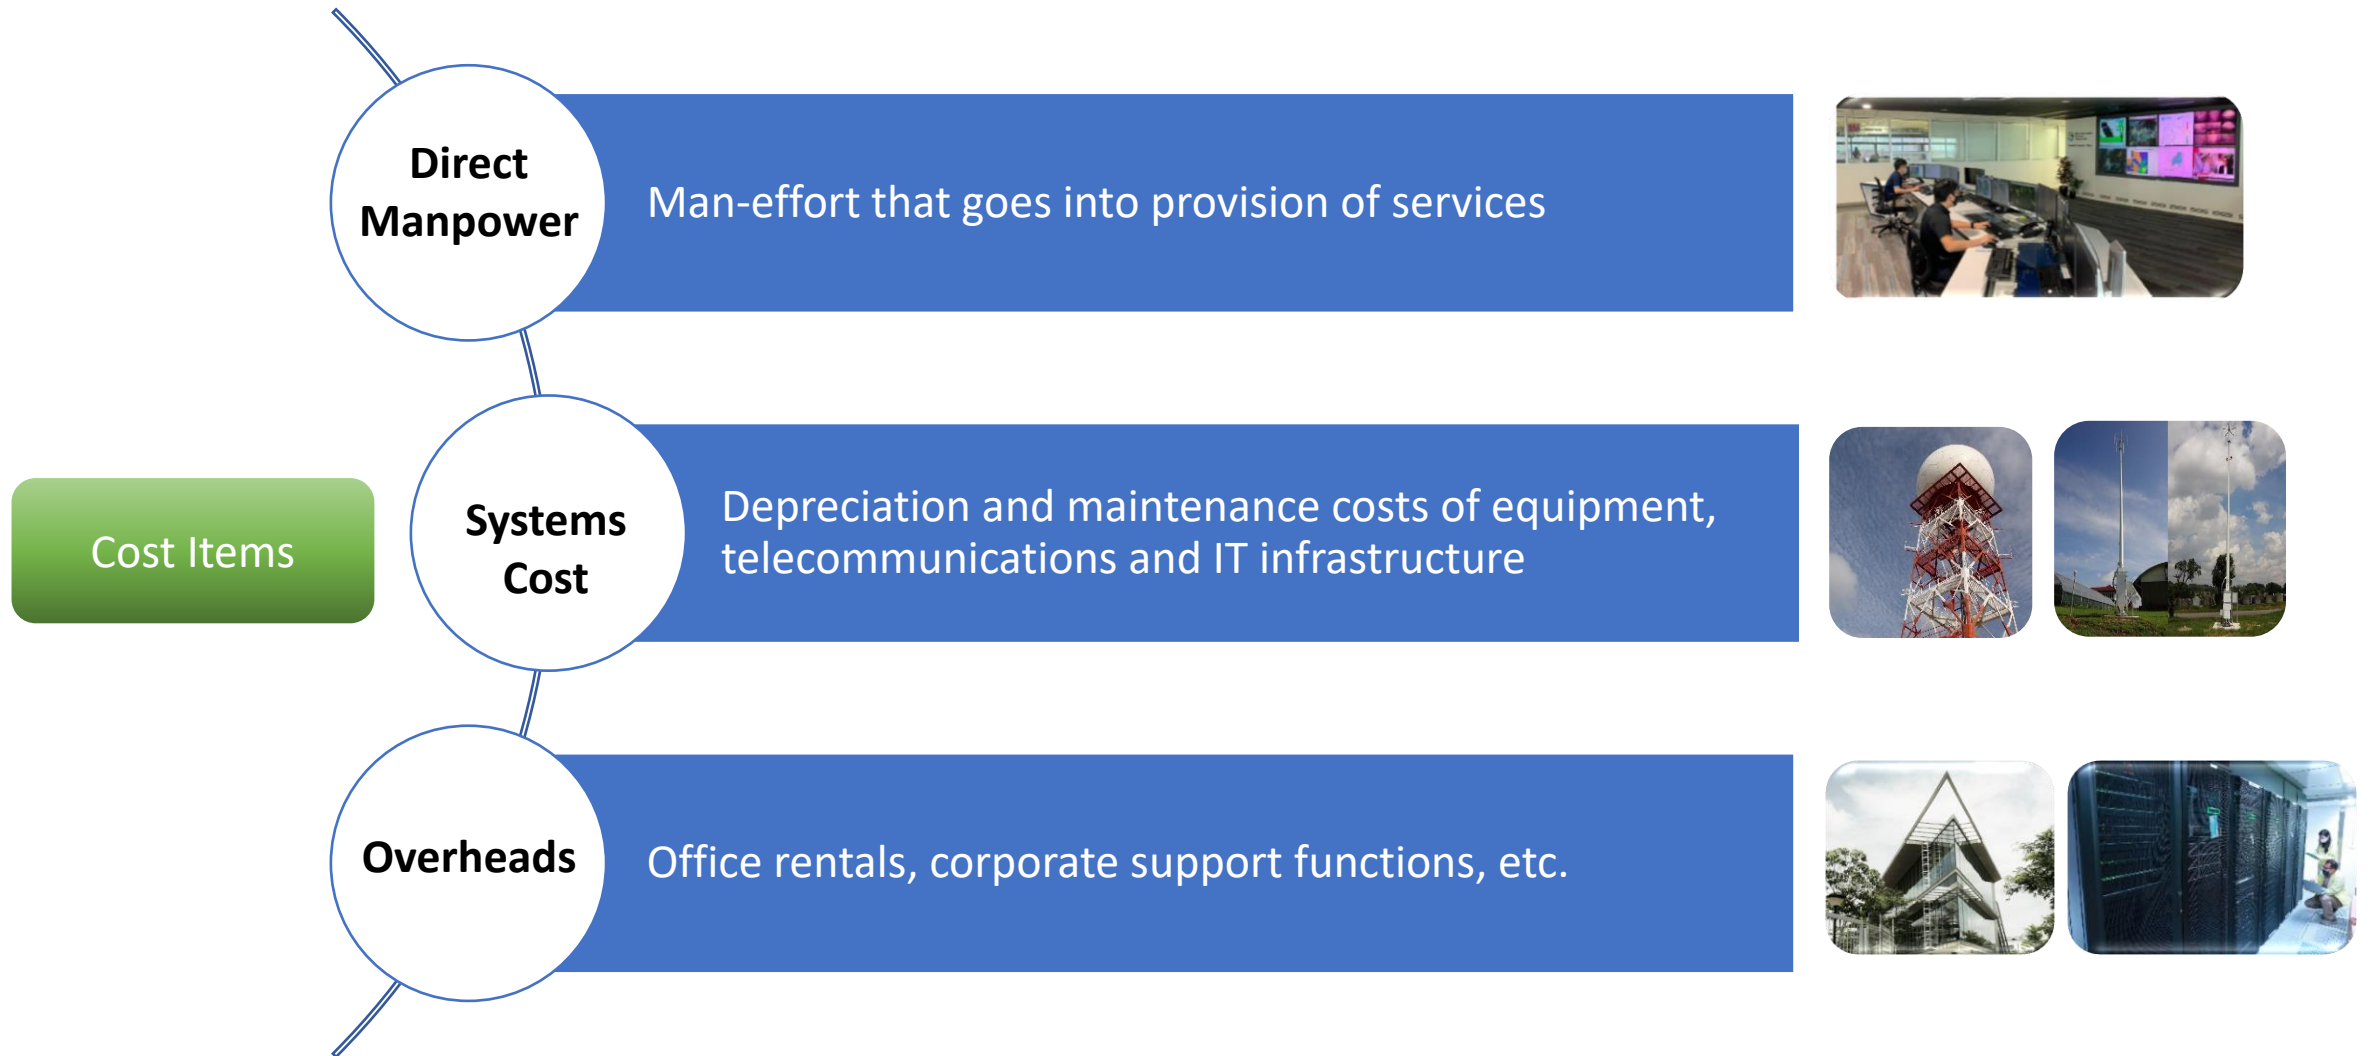 Direct
Manpower
Man-effort that goes into provision of services
Cost Items
Systems
Cost
Depreciation and maintenance costs of equipment,
telecommunications and IT infrastructure
Overheads
Office rentals, corporate support functions, etc.